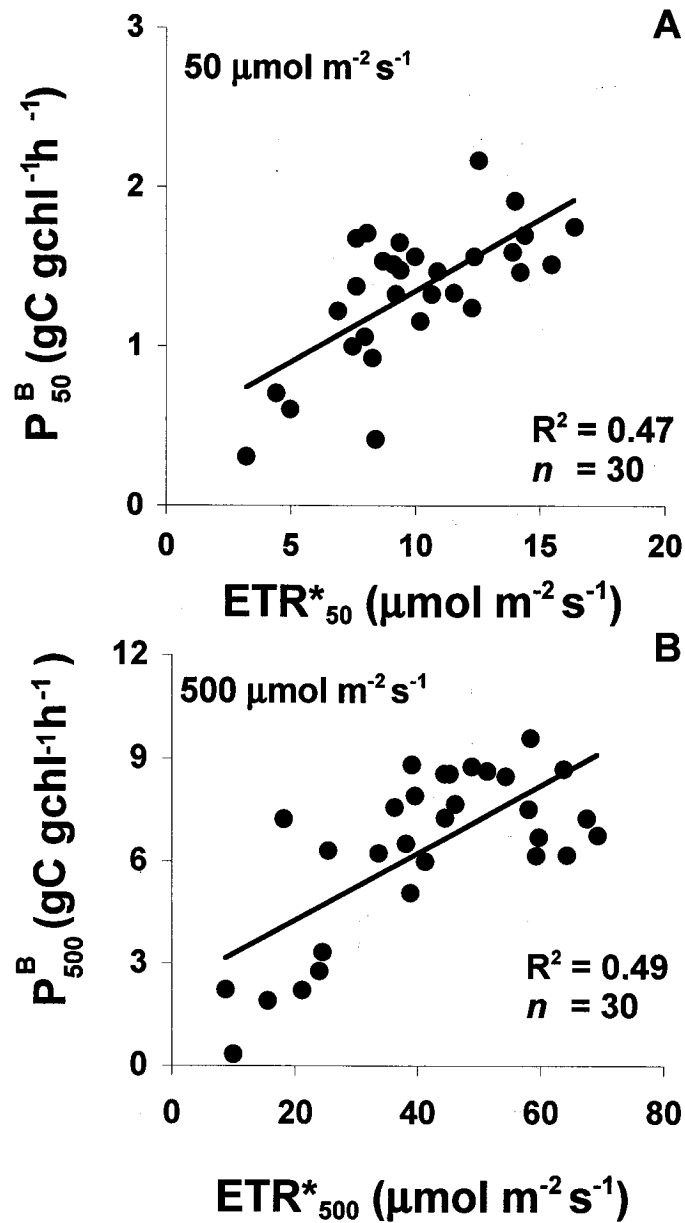 A
50 µmol m⁻² s⁻¹
3
2
1
0
P^B_50 (gC gchl⁻¹h⁻¹)
R² = 0.47
n = 30
0 5 10 15 20
ETR*₅₀ (µmol m⁻² s⁻¹)
B
500 µmol m⁻² s⁻¹
12
9
6
3
0
P^B_500 (gC gchl⁻¹h⁻¹)
R² = 0.49
n = 30
0 20 40 60 80
ETR*₅₀₀ (µmol m⁻² s⁻¹)